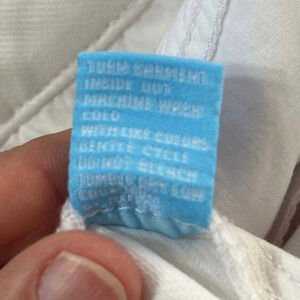 TURN GARMENT
INSIDE OUT
MACHINE WASH
COLD
WITH LIKE COLORS
GENTLE CYCLE
DO NOT BLEACH
TUMBLE DRY LOW